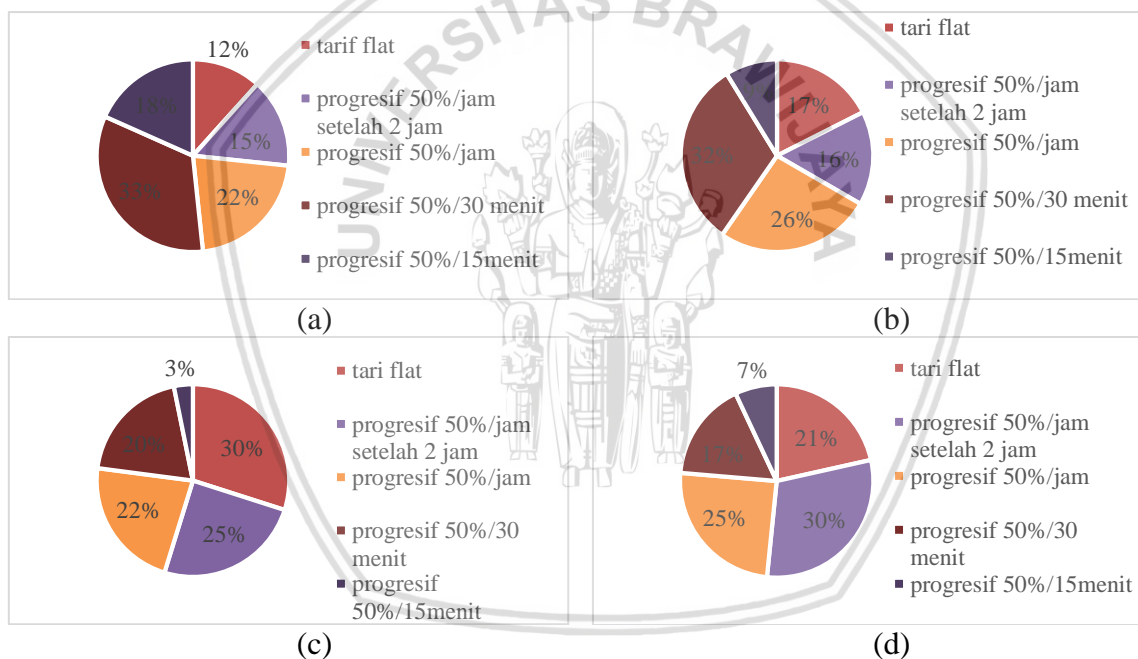 UNIVERSITAS BRAWIJAYA
12%
18%
15%
33%
22%
tarif flat
progresif 50%/jam
setelah 2 jam
progresif 50%/jam
progresif 50%/30 menit
progresif 50%/15menit
(a)
17%
16%
32%
26%
tari flat
progresif 50%/jam
setelah 2 jam
progresif 50%/jam
progresif 50%/30 menit
progresif 50%/15menit
(b)
3%
20%
30%
22%
25%
tari flat
progresif 50%/jam
setelah 2 jam
progresif 50%/jam
progresif 50%/30
menit
progresif
50%/15menit
(c)
7%
21%
17%
25%
30%
tari flat
progresif 50%/jam
setelah 2 jam
progresif 50%/jam
progresif 50%/30
menit
progresif 50%/15menit
(d)